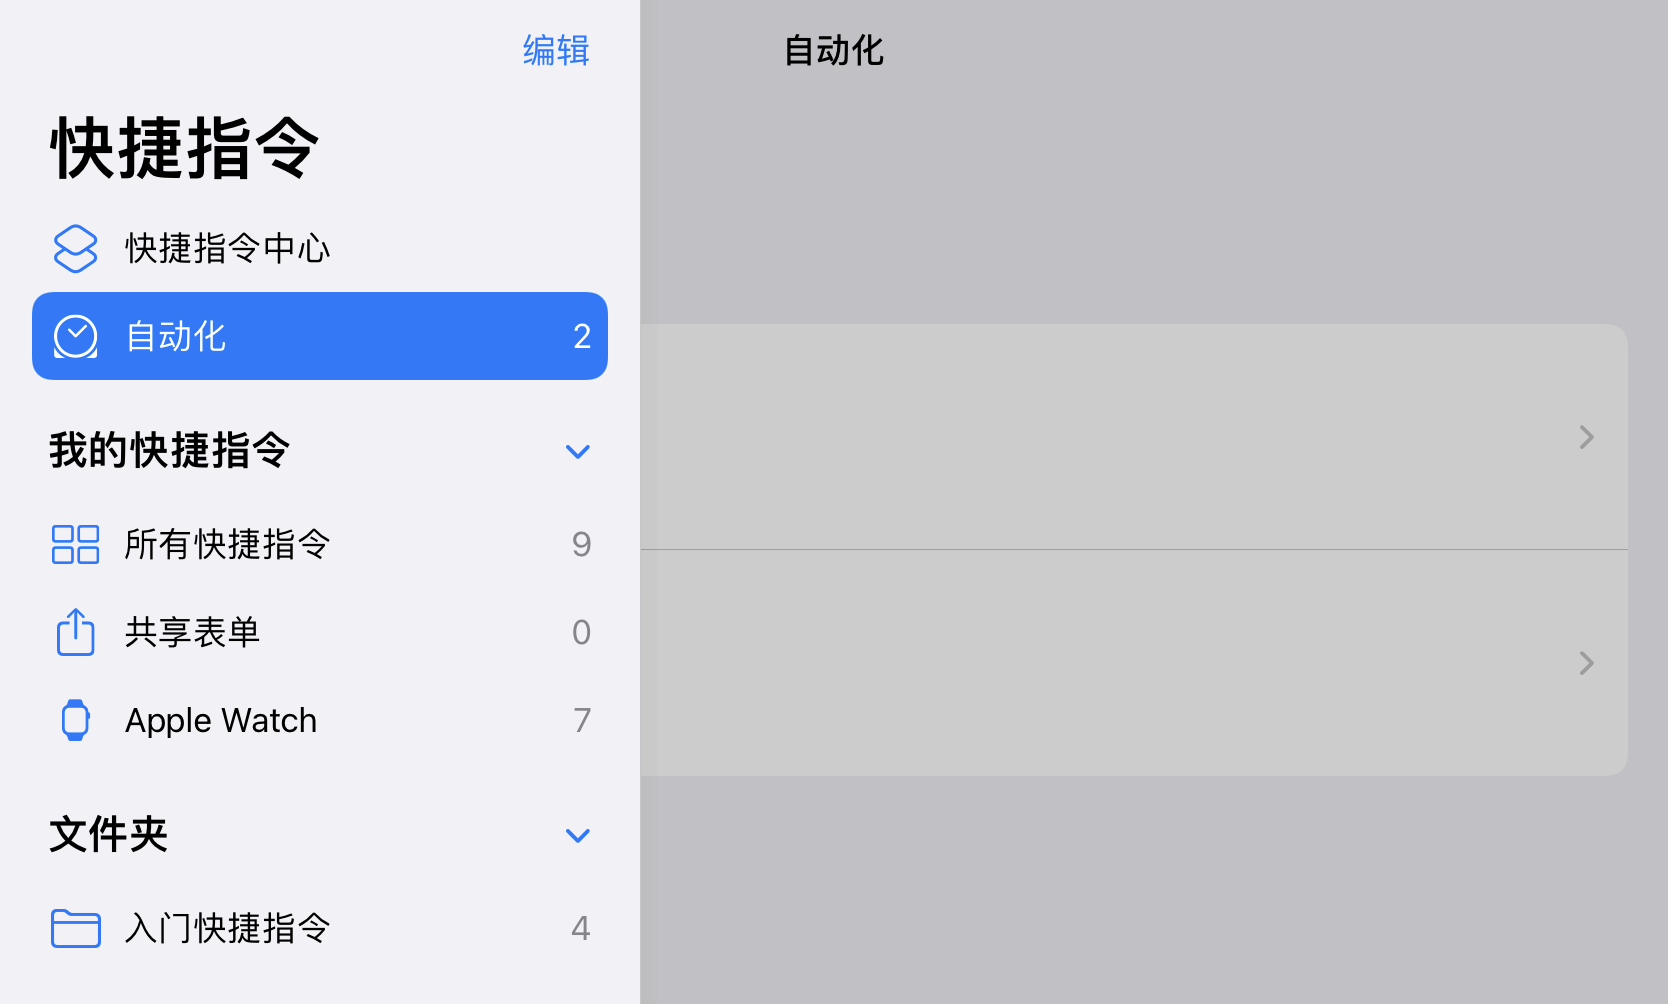 编辑
自动化
快捷指令
快捷指令中心
自动化 2
我的快捷指令
所有快捷指令 9
共享表单 0
Apple Watch 7
文件夹
入门快捷指令 4